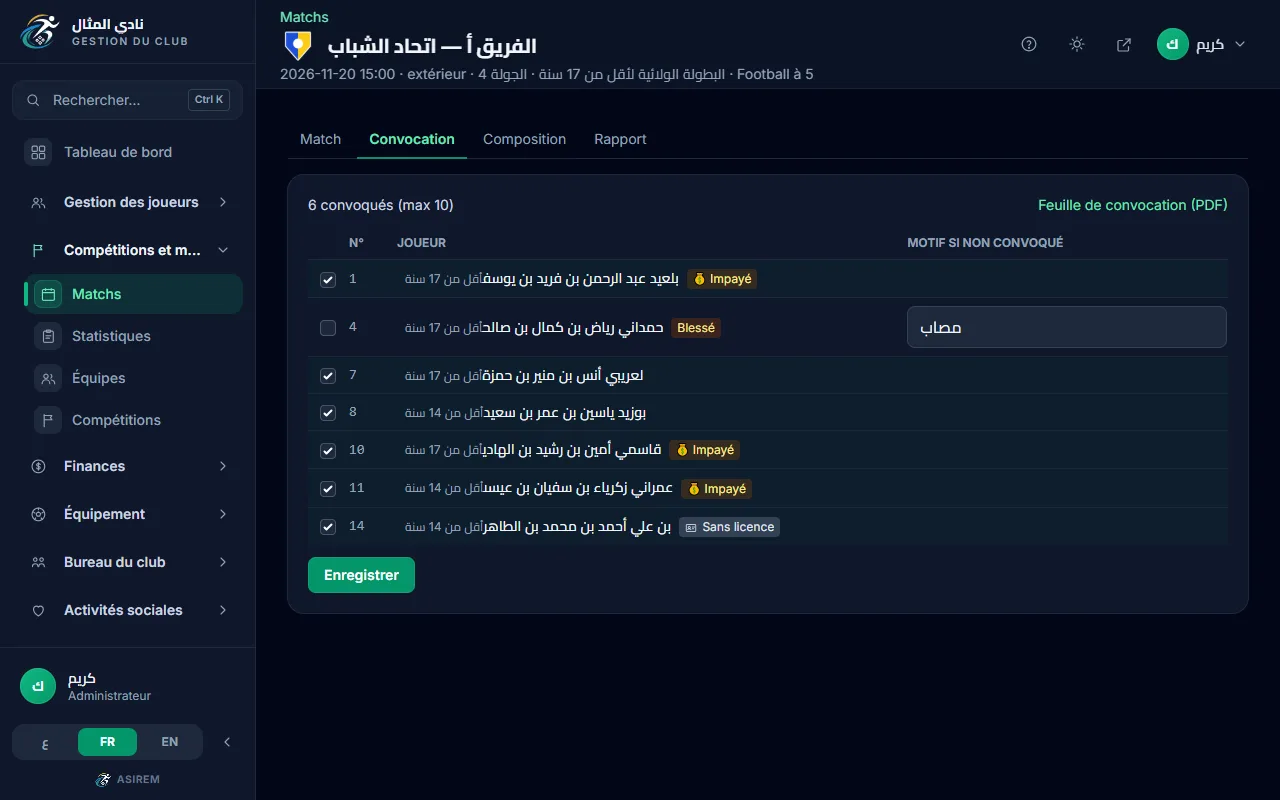 نادي المثال
GESTION DU CLUB
Rechercher...
Ctrl K
Tableau de bord
Gestion des joueurs
Compétitions et m...
Matchs
Statistiques
Équipes
Compétitions
Finances
Équipement
Bureau du club
Activités sociales
كريم
Administrateur
ع
FR
EN
ASIREM
Matchs
الفريق أ — اتحاد الشباب
2026-11-20 15:00 · extérieur · البطولة الولائية لأقل من 17 سنة · الجولة 4 · Football à 5
ك
كريم
Match
Convocation
Composition
Rapport
6 convoqués (max 10)
Feuille de convocation (PDF)
N° JOUEUR MOTIF SI NON CONVOQUÉ
1 بلعيد عبد الرحمن بن فريد بن يوسف أقل من 17 سنة Impayé
4 حمداني رياض بن كمال بن صالح أقل من 17 سنة Blessé مصاب
7 لعريبي أنس بن منير بن حمزة أقل من 17 سنة
8 بوزيد ياسين بن عمر بن سعيد أقل من 14 سنة
10 قاسمي أمين بن رشيد بن الهادي أقل من 17 سنة Impayé
11 عمراني زكرياء بن سفيان بن عيسى أقل من 14 سنة Impayé
14 بن علي أحمد بن محمد بن الطاهر أقل من 14 سنة Sans licence
Enregistrer